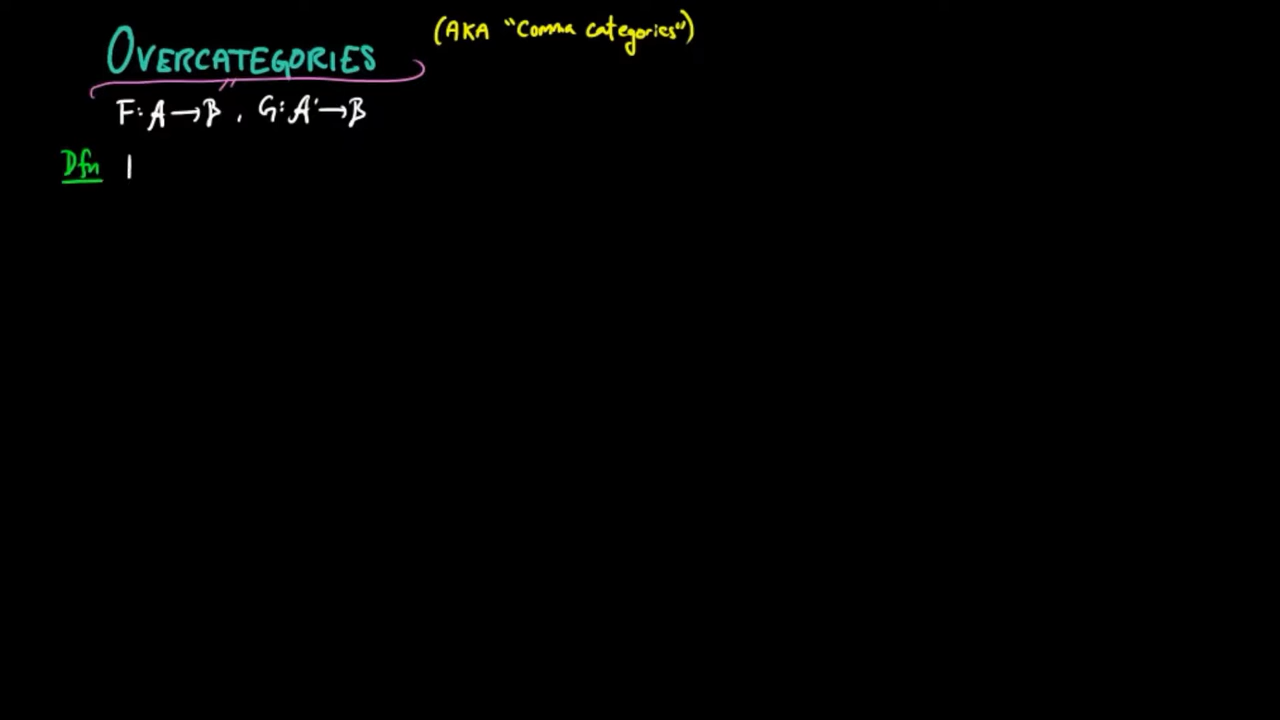 OVERCATEGORIES (AKA "Comma categories")
F: A → B, G: A' → B
Dfn |